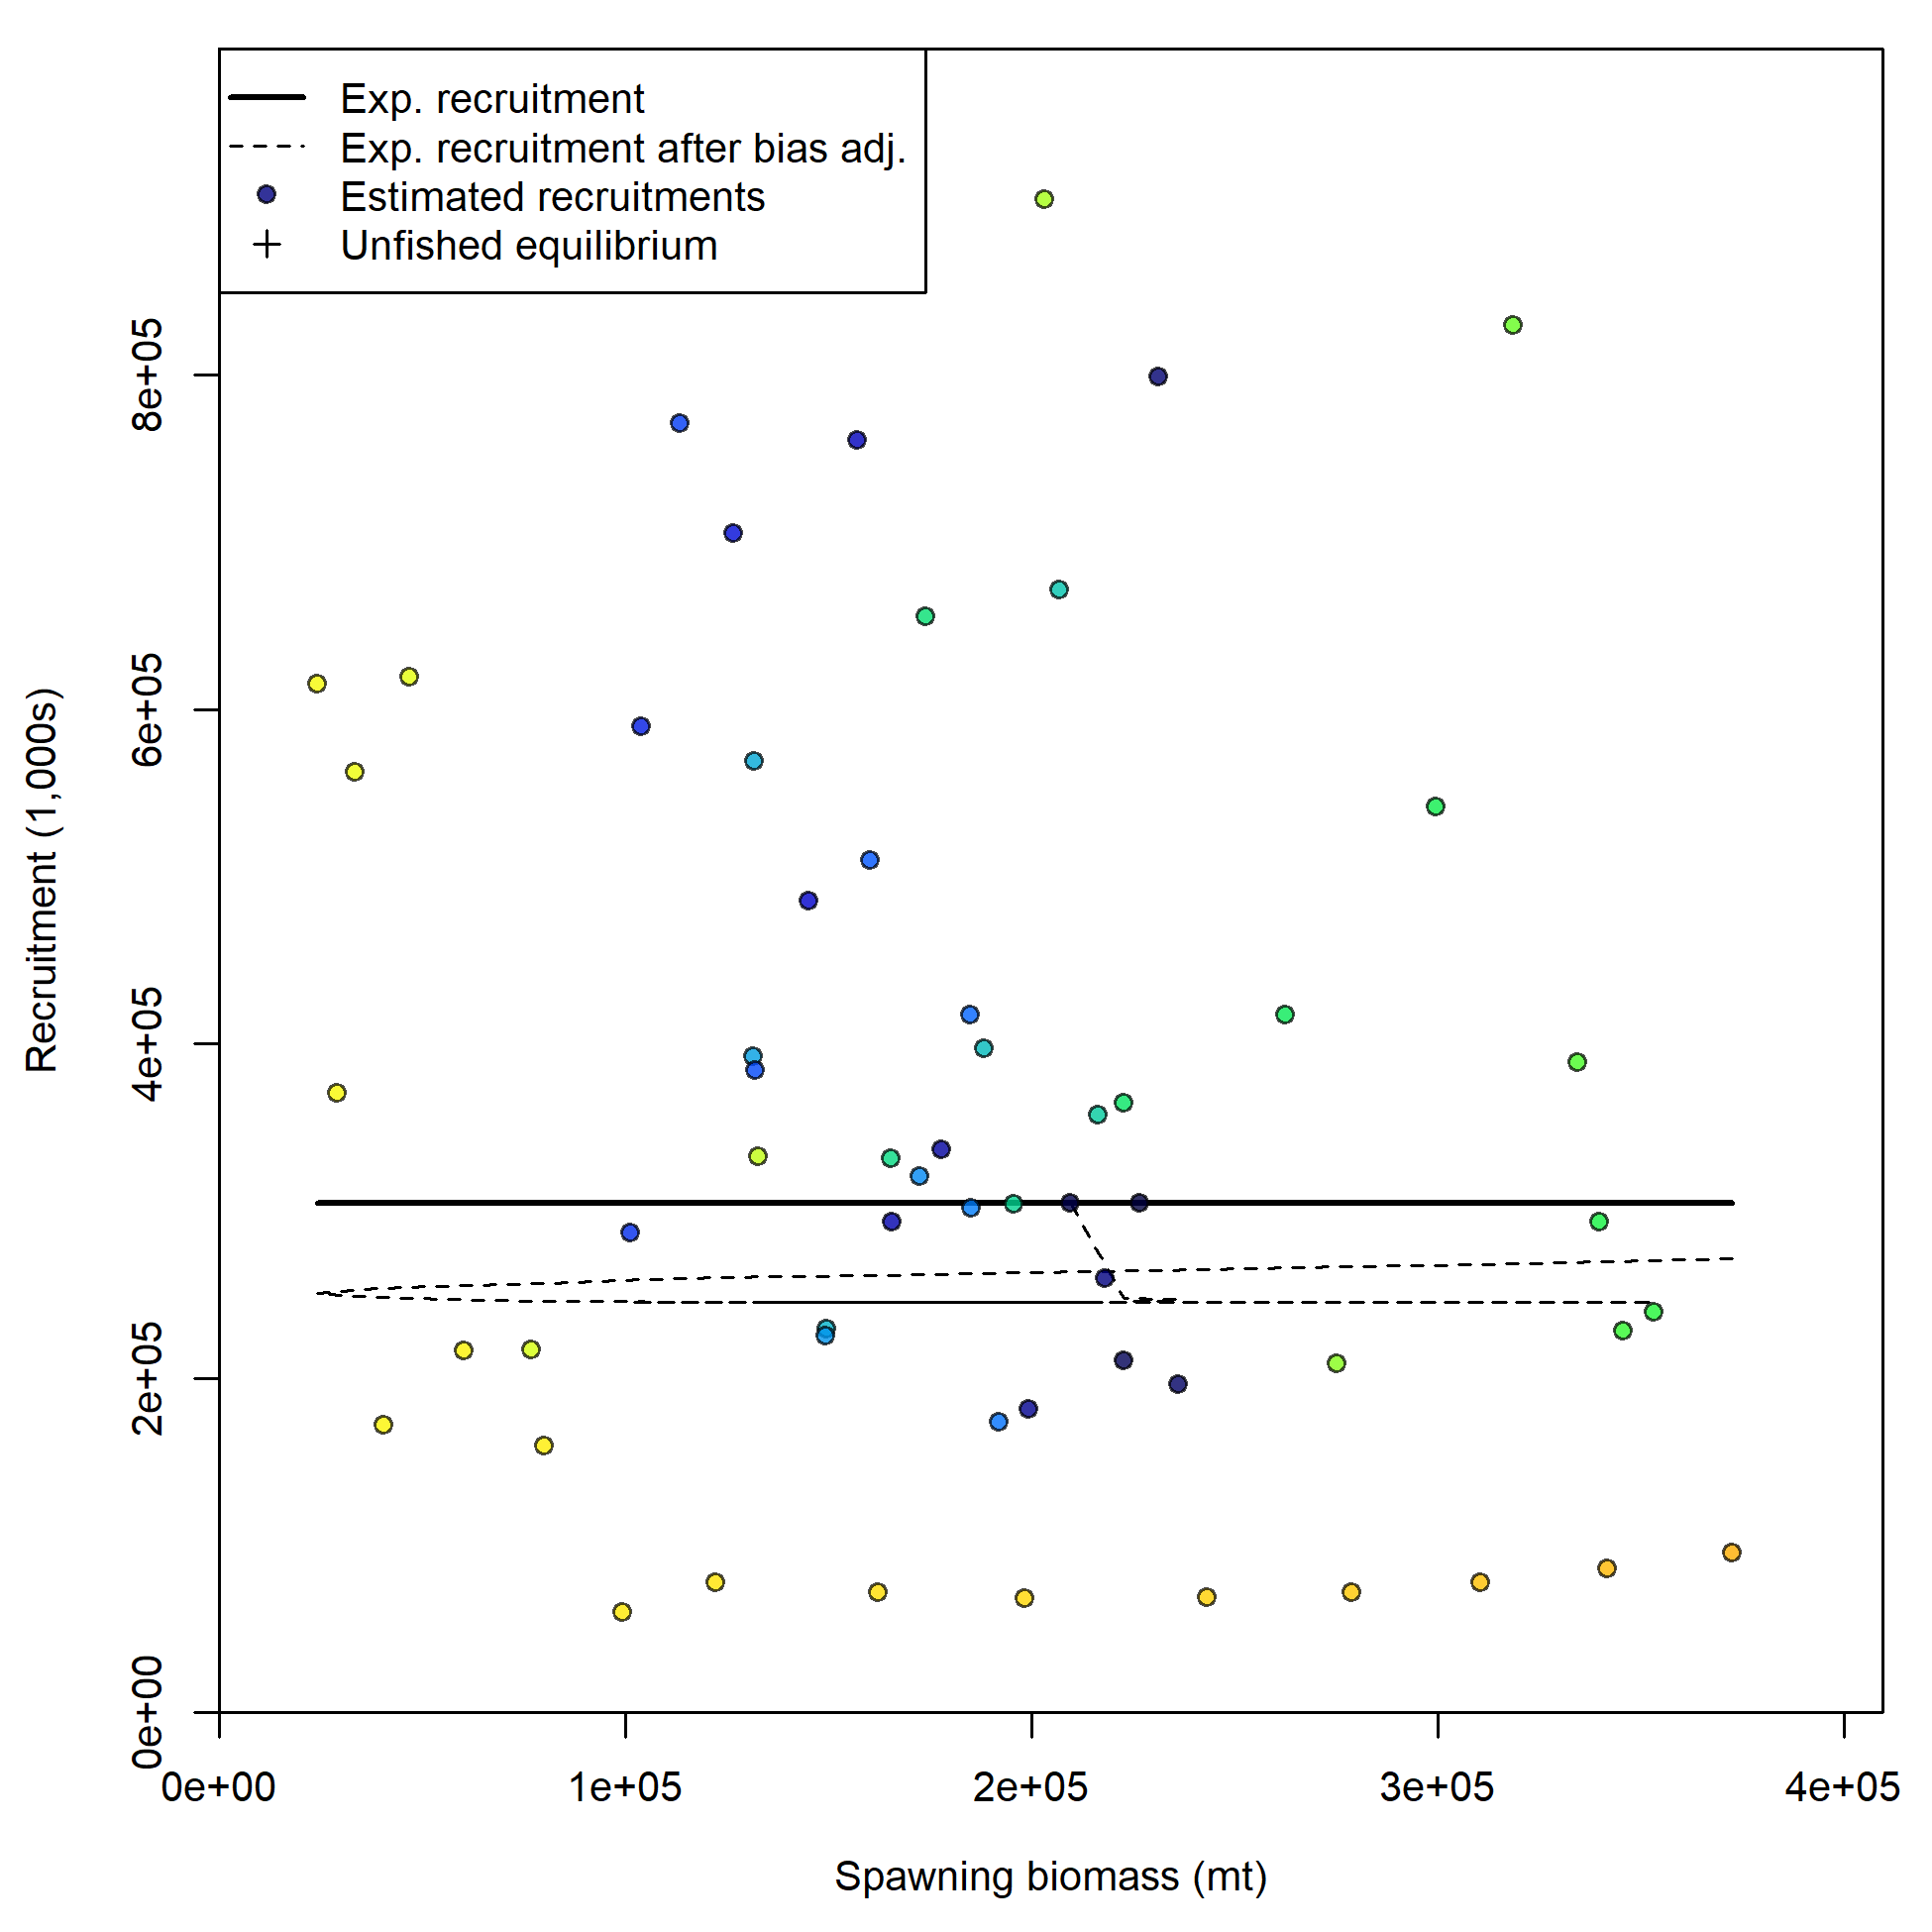 Exp. recruitment
Exp. recruitment after bias adj.
Estimated recruitments
Unfished equilibrium
Recruitment (1,000s)
8e+05
6e+05
4e+05
2e+05
0e+00
0e+00 1e+05 2e+05 3e+05 4e+05
Spawning biomass (mt)